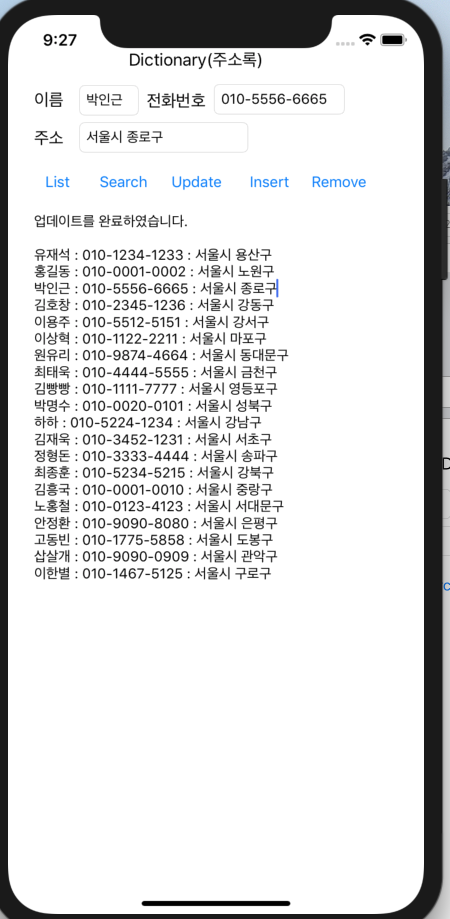 9:27
Dictionary(주소록)
이름 박인근 전화번호 010-5556-6665
주소 서울시 종로구
List Search Update Insert Remove
업데이트를 완료하였습니다.
유재석 : 010-1234-1233 : 서울시 용산구
홍길동 : 010-0001-0002 : 서울시 노원구
박인근 : 010-5556-6665 : 서울시 종로구
김호창 : 010-2345-1236 : 서울시 강동구
이용주 : 010-5512-5151 : 서울시 강서구
이상혁 : 010-1122-2211 : 서울시 마포구
원유리 : 010-9874-4664 : 서울시 동대문구
최태욱 : 010-4444-5555 : 서울시 금천구
김빵빵 : 010-1111-7777 : 서울시 영등포구
박명수 : 010-0020-0101 : 서울시 성북구
하하 : 010-5224-1234 : 서울시 강남구
김재욱 : 010-3452-1231 : 서울시 서초구
정형돈 : 010-3333-4444 : 서울시 송파구
최종훈 : 010-5234-5215 : 서울시 강북구
김흥국 : 010-0001-0010 : 서울시 중랑구
노홍철 : 010-0123-4123 : 서울시 서대문구
안정환 : 010-9090-8080 : 서울시 은평구
고동빈 : 010-1775-5858 : 서울시 도봉구
삽살개 : 010-9090-0909 : 서울시 관악구
이한별 : 010-1467-5125 : 서울시 구로구